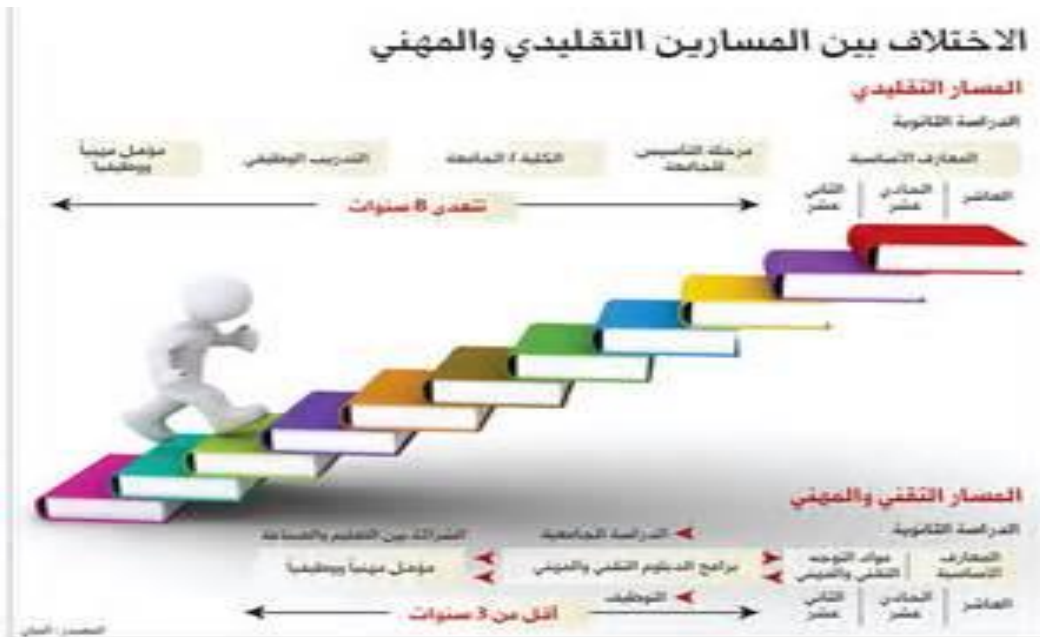 الاختلاف بين المسارين التقليدي والمهني
المسار التقليدي
الدراسة الثانوية
المعارف الأساسية
العاشر
الحادي عشر
الثاني عشر
مرحلة التأسيس للجامعة
الكلية / الجامعة
التدريب الوظيفي
مؤهل مهنياً ووظيفياً
تتعدى 8 سنوات
المسار التقني والمهني
الدراسة الثانوية
المعارف الأساسية
مواد التوجه التقني والمهني
العاشر
الحادي عشر
الثاني عشر
الدراسة الجامعية
برامج الدبلوم التقني والمهني
التوظيف
الشراكة بين التعليم والصناعة
مؤهل مهنياً ووظيفياً
أقل من 3 سنوات
المصدر: البيان